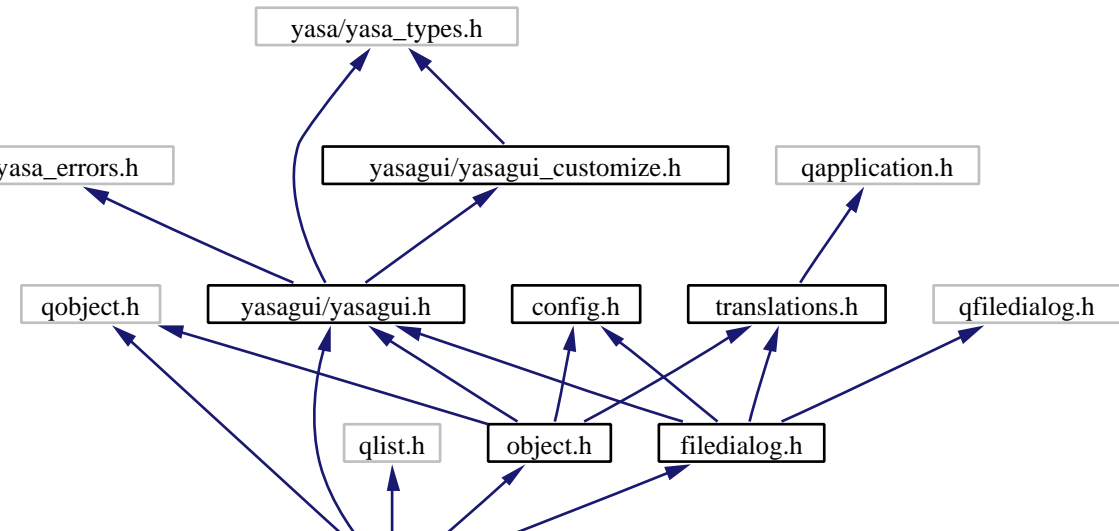 yasa/yasa_types.h
yasa_errors.h
yasagui/yasagui_customize.h
qapplication.h
qobject.h
yasagui/yasagui.h
config.h
translations.h
qfiledialog.h
qlist.h
object.h
filedialog.h